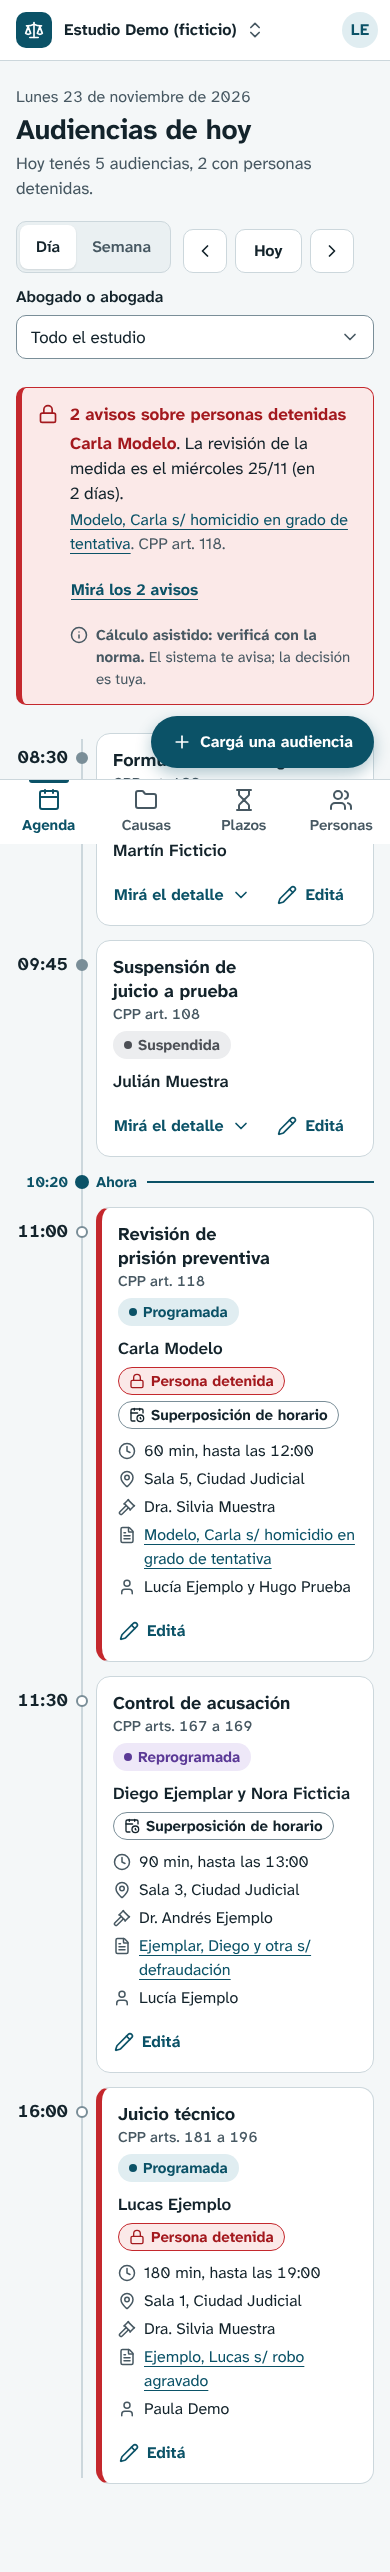 Estudio Demo (ficticio)
LE
Lunes 23 de noviembre de 2026
Audiencias de hoy
Hoy tenés 5 audiencias, 2 con personas
detenidas.
Día
Semana
Hoy
Abogado o abogada
Todo el estudio
2 avisos sobre personas detenidas
Carla Modelo. La revisión de la
medida es el miércoles 25/11 (en
2 días).
Modelo, Carla s/ homicidio en grado de
tentativa. CPP art. 118.
Mirá los 2 avisos
Cálculo asistido: verificá con la
norma. El sistema te avisa; la decisión
es tuya.
08:30
Cargá una audiencia
Agenda
Causas
Plazos
Personas
Martín Ficticio
Mirá el detalle
Editá
09:45
Suspensión de
juicio a prueba
CPP art. 108
Suspendida
Julián Muestra
Mirá el detalle
Editá
10:20
Ahora
11:00
Revisión de
prisión preventiva
CPP art. 118
Programada
Carla Modelo
Persona detenida
Superposición de horario
60 min, hasta las 12:00
Sala 5, Ciudad Judicial
Dra. Silvia Muestra
Modelo, Carla s/ homicidio en
grado de tentativa
Lucía Ejemplo y Hugo Prueba
Editá
11:30
Control de acusación
CPP arts. 167 a 169
Reprogramada
Diego Ejemplar y Nora Ficticia
Superposición de horario
90 min, hasta las 13:00
Sala 3, Ciudad Judicial
Dr. Andrés Ejemplo
Ejemplar, Diego y otra s/
defraudación
Lucía Ejemplo
Editá
16:00
Juicio técnico
CPP arts. 181 a 196
Programada
Lucas Ejemplo
Persona detenida
180 min, hasta las 19:00
Sala 1, Ciudad Judicial
Dra. Silvia Muestra
Ejemplo, Lucas s/ robo
agravado
Paula Demo
Editá